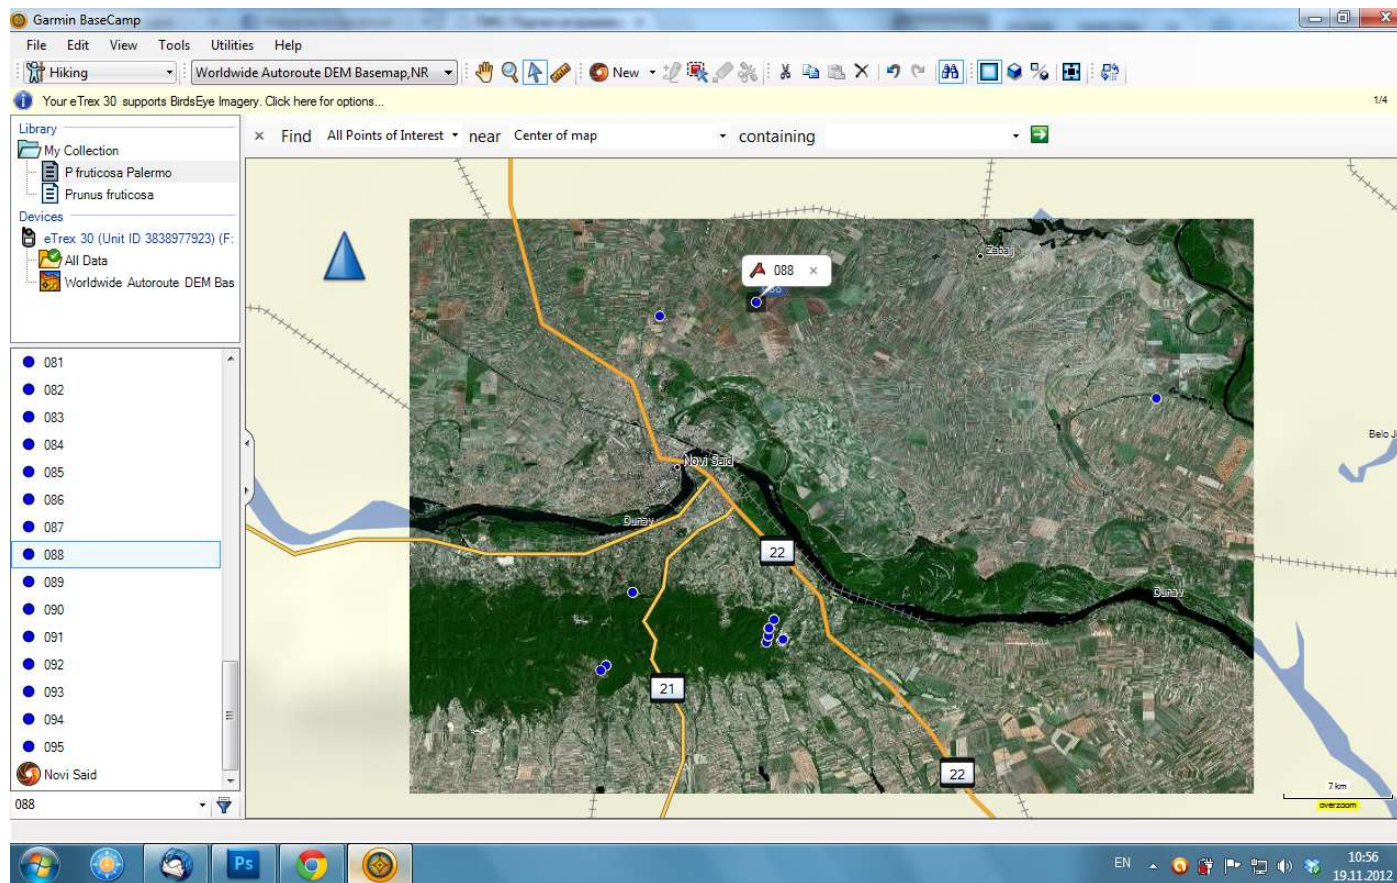 Garmin BaseCamp
File Edit View Tools Utilities Help
Hiking
Worldwide Autoroute DEM Basemap,NR
New
Your eTrex 30 supports BirdsEye Imagery. Click here for options...
1/4
Library
My Collection
P fruticosa Palermo
Prunus fruticosa
Devices
eTrex 30 (Unit ID 3838977923) (F:
All Data
Worldwide Autoroute DEM Bas
Find All Points of Interest near Center of map containing
081
082
083
084
085
086
087
088
089
090
091
092
093
094
095
Novi Said
088
088
Zabalj
Novi Sad
Dunav
22
Dunav
21
22
Belo J
7 km
overzoom
Ps
EN
10:56
19.11.2012